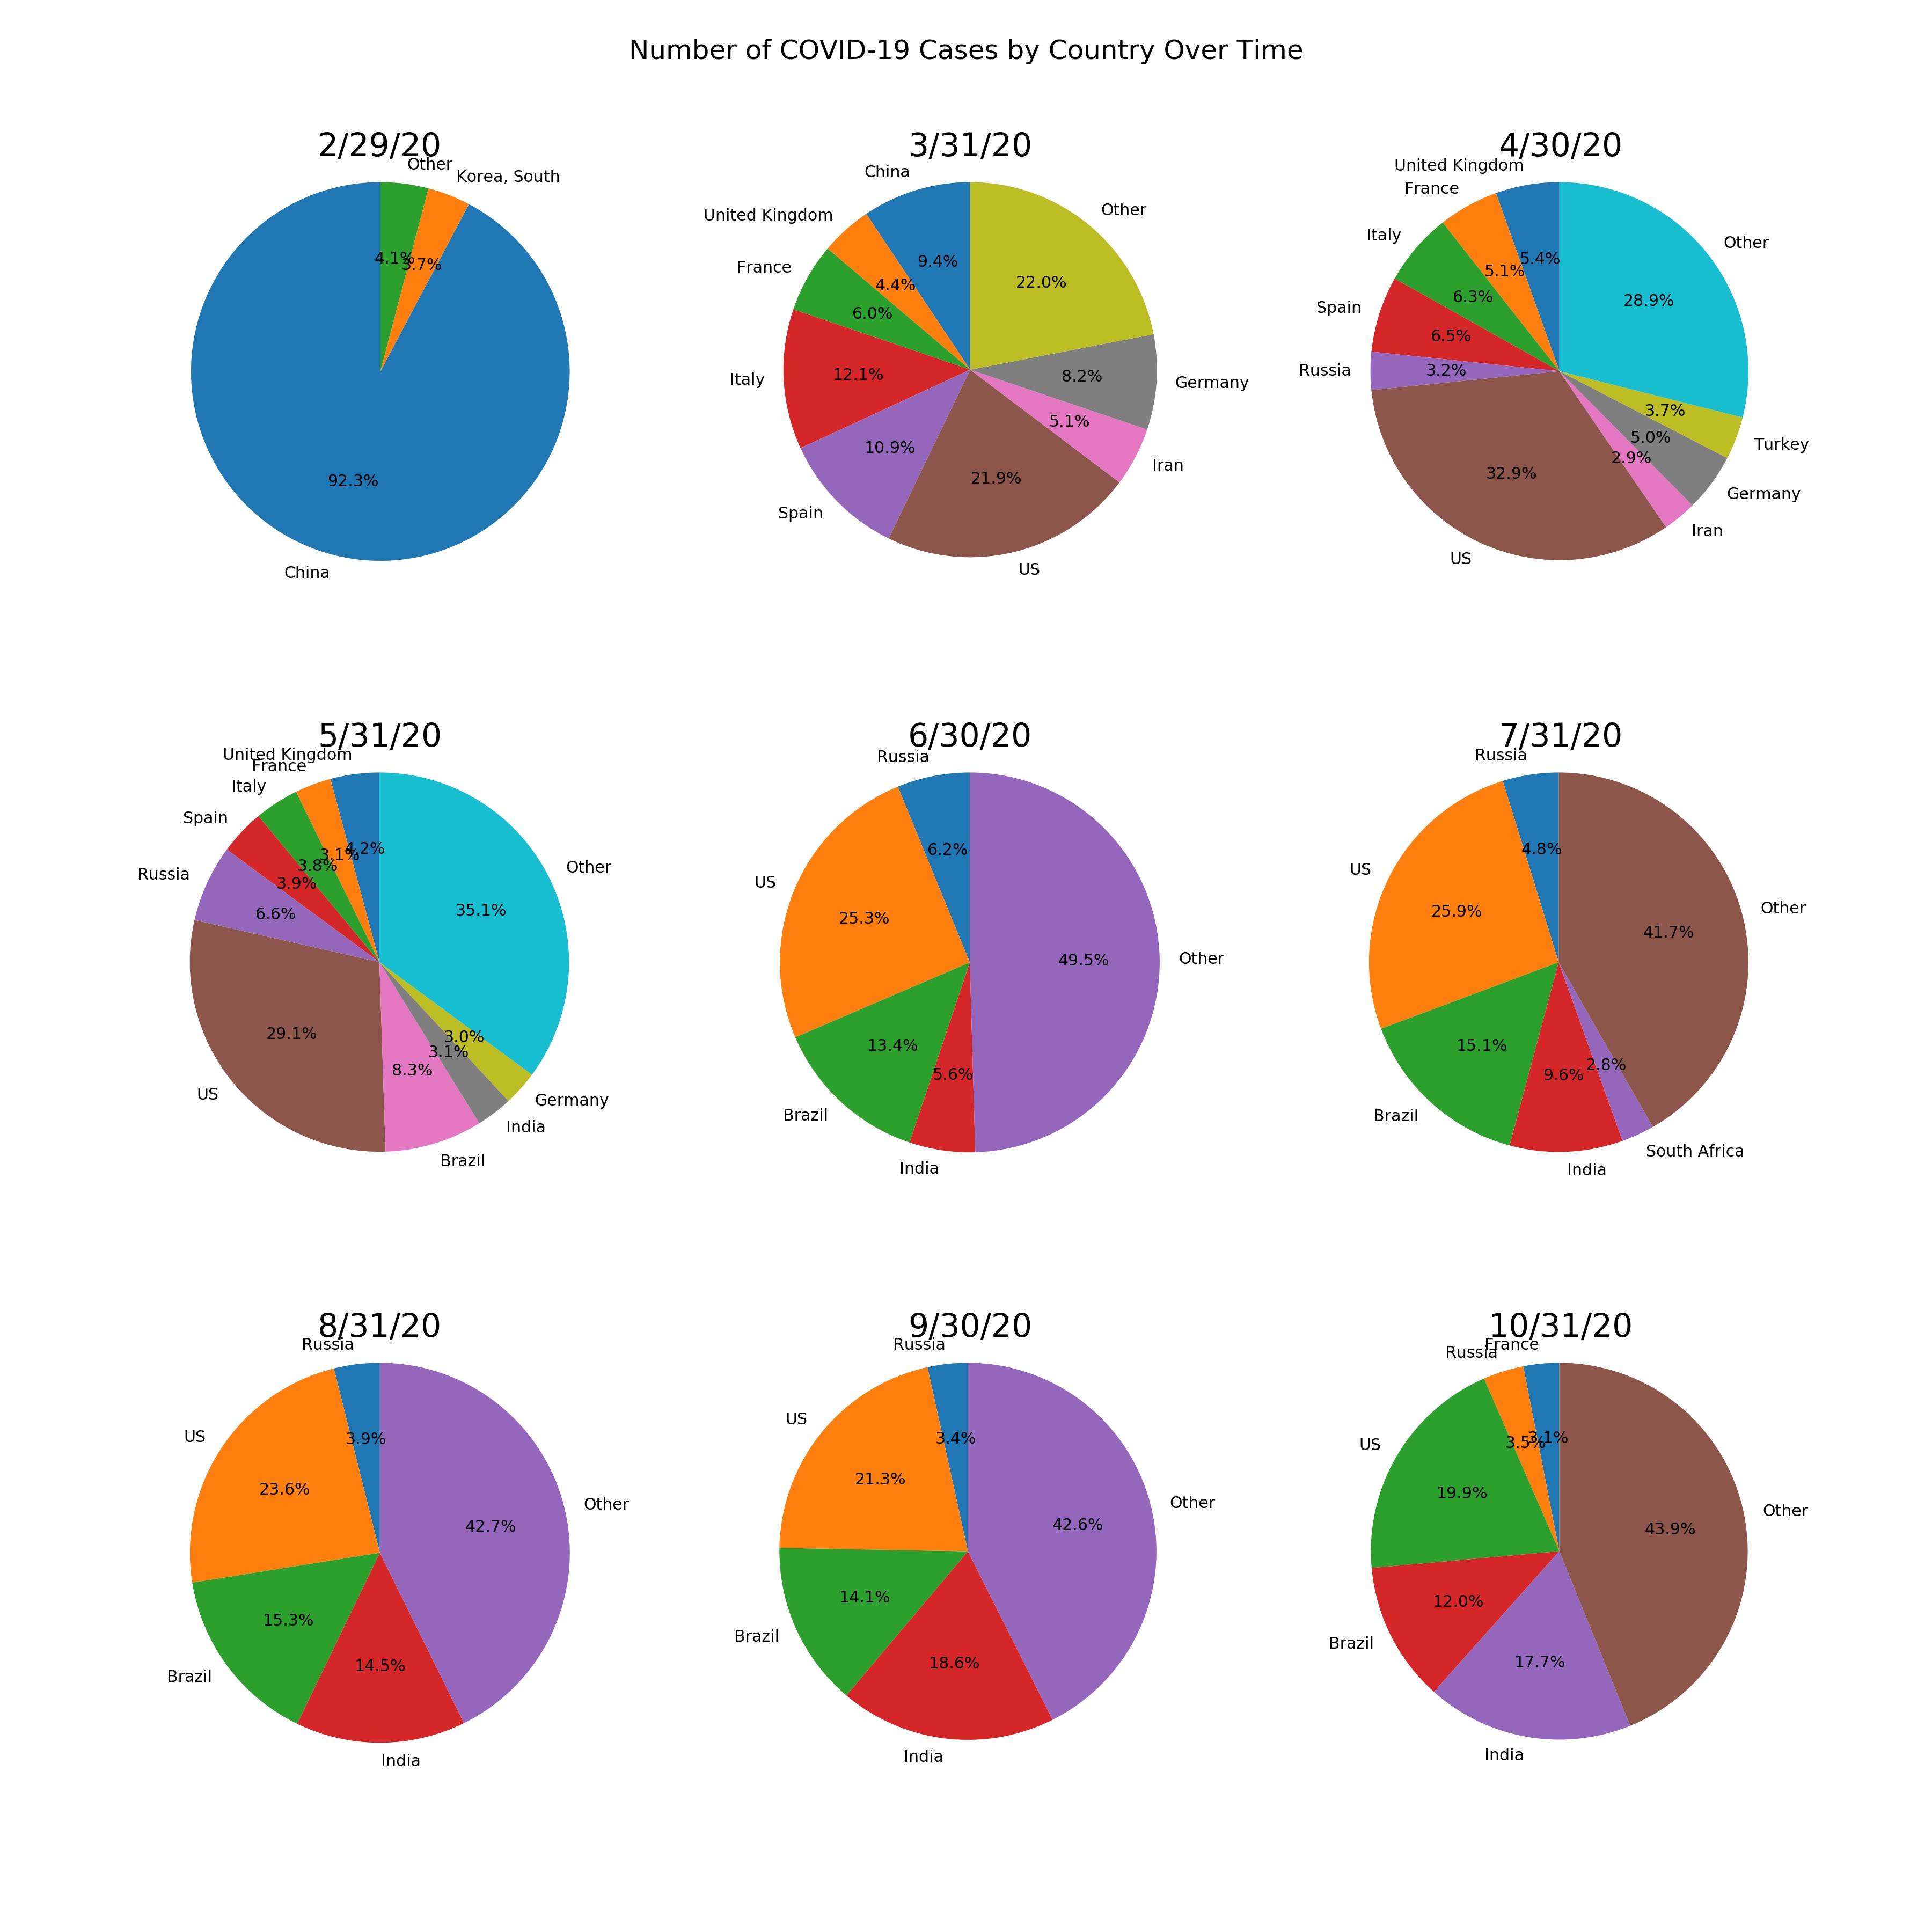 Number of COVID-19 Cases by Country Over Time
2/29/20
Other
Korea, South
4.1%
3.7%
92.3%
China
3/31/20
China
United Kingdom
Other
France
9.4%
22.0%
4.4%
6.0%
Italy
12.1%
8.2%
Germany
5.1%
10.9%
Iran
21.9%
Spain
US
4/30/20
United Kingdom
France
Italy
Other
5.4%
5.1%
6.3%
28.9%
Spain
6.5%
Russia
3.2%
3.7%
5.0%
Turkey
2.9%
32.9%
Germany
Iran
US
5/31/20
United Kingdom
France
Italy
Spain
4.2%
3.1%
3.8%
Other
Russia
3.9%
6.6%
35.1%
29.1%
3.0%
3.1%
8.3%
US
Germany
India
Brazil
6/30/20
Russia
6.2%
US
25.3%
49.5%
Other
13.4%
5.6%
Brazil
India
7/31/20
Russia
4.8%
US
25.9%
Other
41.7%
15.1%
2.8%
9.6%
Brazil
South Africa
India
8/31/20
Russia
US
3.9%
23.6%
Other
42.7%
15.3%
14.5%
Brazil
India
9/30/20
Russia
US
3.4%
21.3%
Other
42.6%
14.1%
Brazil
18.6%
India
10/31/20
France
Russia
US
3.1%
3.5%
19.9%
Other
43.9%
12.0%
Brazil
17.7%
India